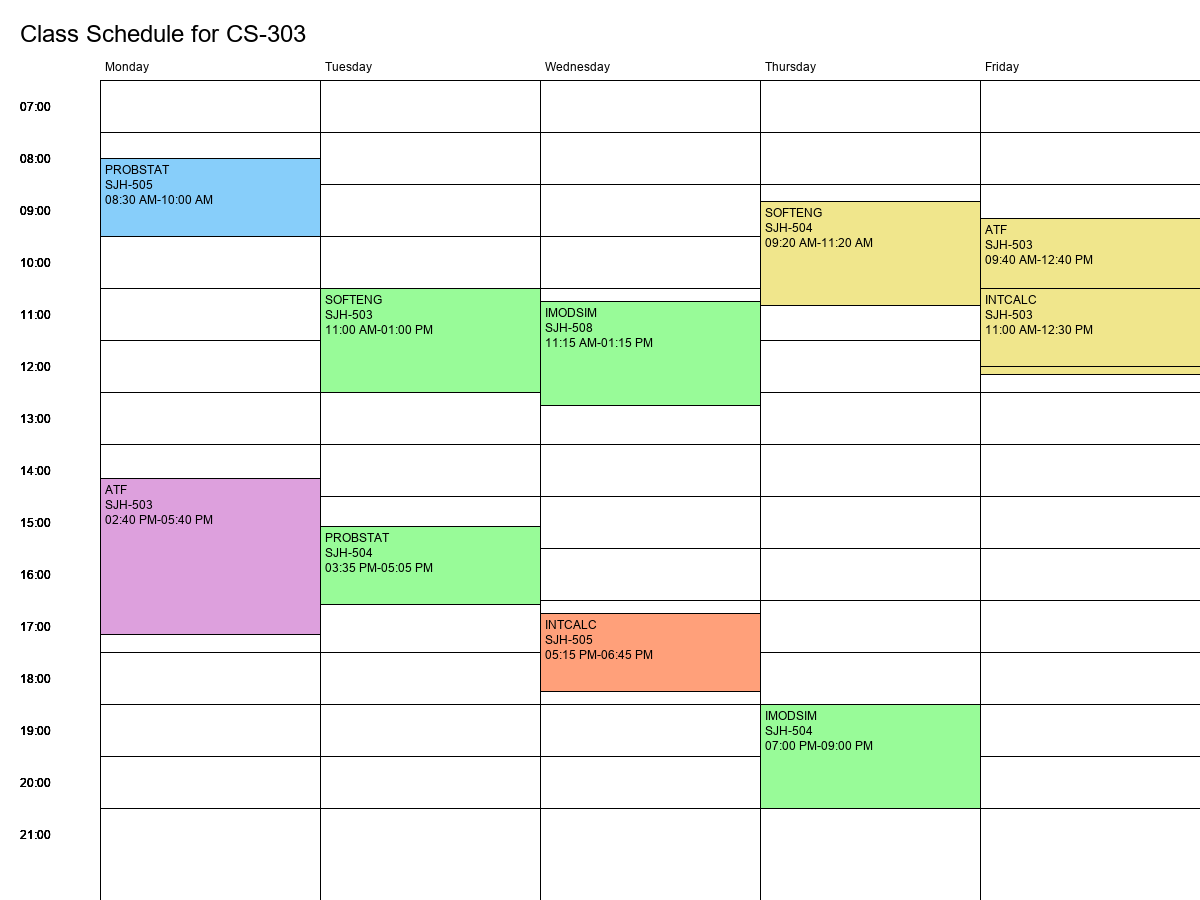 Class Schedule for CS-303
Monday
Tuesday
Wednesday
Thursday
Friday
07:00
08:00
09:00
10:00
11:00
12:00
13:00
14:00
15:00
16:00
17:00
18:00
19:00
20:00
21:00
PROBSTAT
SJH-505
08:30 AM-10:00 AM
ATF
SJH-503
02:40 PM-05:40 PM
SOFTENG
SJH-503
11:00 AM-01:00 PM
PROBSTAT
SJH-504
03:35 PM-05:05 PM
IMODSIM
SJH-508
11:15 AM-01:15 PM
INTCALC
SJH-505
05:15 PM-06:45 PM
SOFTENG
SJH-504
09:20 AM-11:20 AM
IMODSIM
SJH-504
07:00 PM-09:00 PM
ATF
SJH-503
09:40 AM-12:40 PM
INTCALC
SJH-503
11:00 AM-12:30 PM